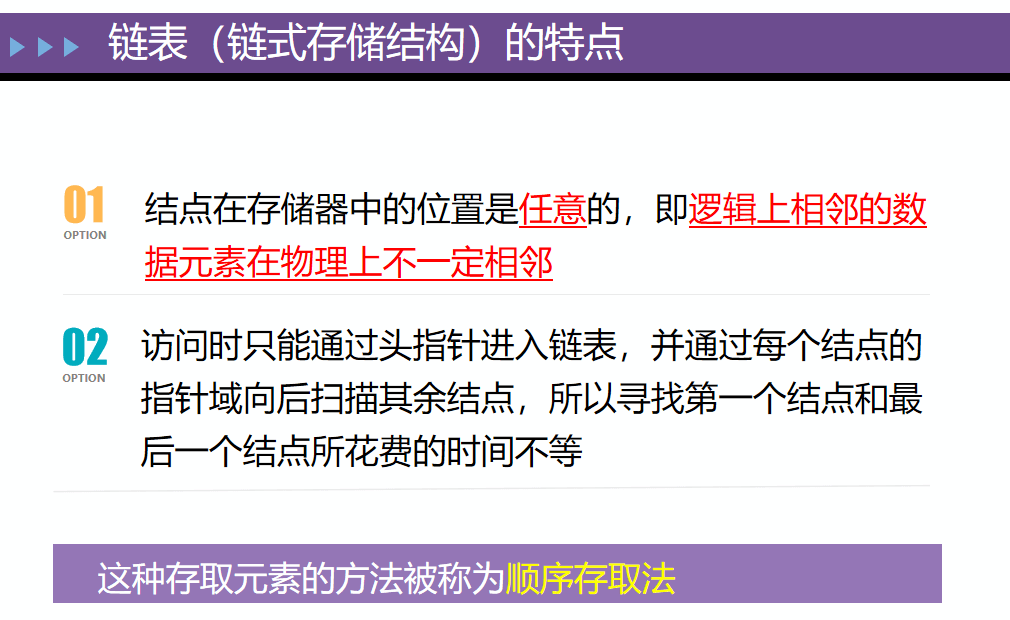 链表（链式存储结构）的特点
01
OPTION
结点在存储器中的位置是任意的，即逻辑上相邻的数
据元素在物理上不一定相邻
02
OPTION
访问时只能通过头指针进入链表，并通过每个结点的
指针域向后扫描其余结点，所以寻找第一个结点和最
后一个结点所花费的时间不等
这种存取元素的方法被称为顺序存取法